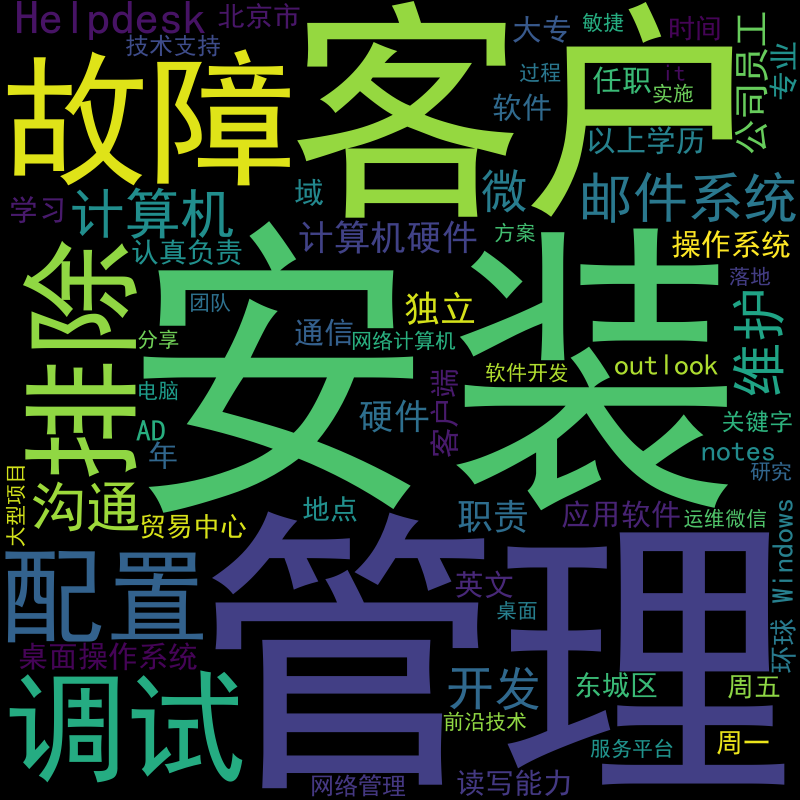 Helpdesk
北京市
大专
敏捷
时间
公司员工
专业
技术支持
过程
it
任职
实施
软件
以上学历
故障
客户
学习
计算机
域
微
邮件系统
认真负责
计算机硬件
方案
操作系统
排除
安装
团队
独立
落地
维护
分享
通信
网络计算机
软件开发
outlook
电脑
AD
硬件
客户端
关键字
年
notes
研究
大型项目
沟通
贸易中心
地点
职责
应用软件
运维微信
环球 Windows
配置
管理
英文
桌面
桌面操作系统
调试
开发
东城区
周五
前沿技术
服务平台
周一
网络管理
读写能力